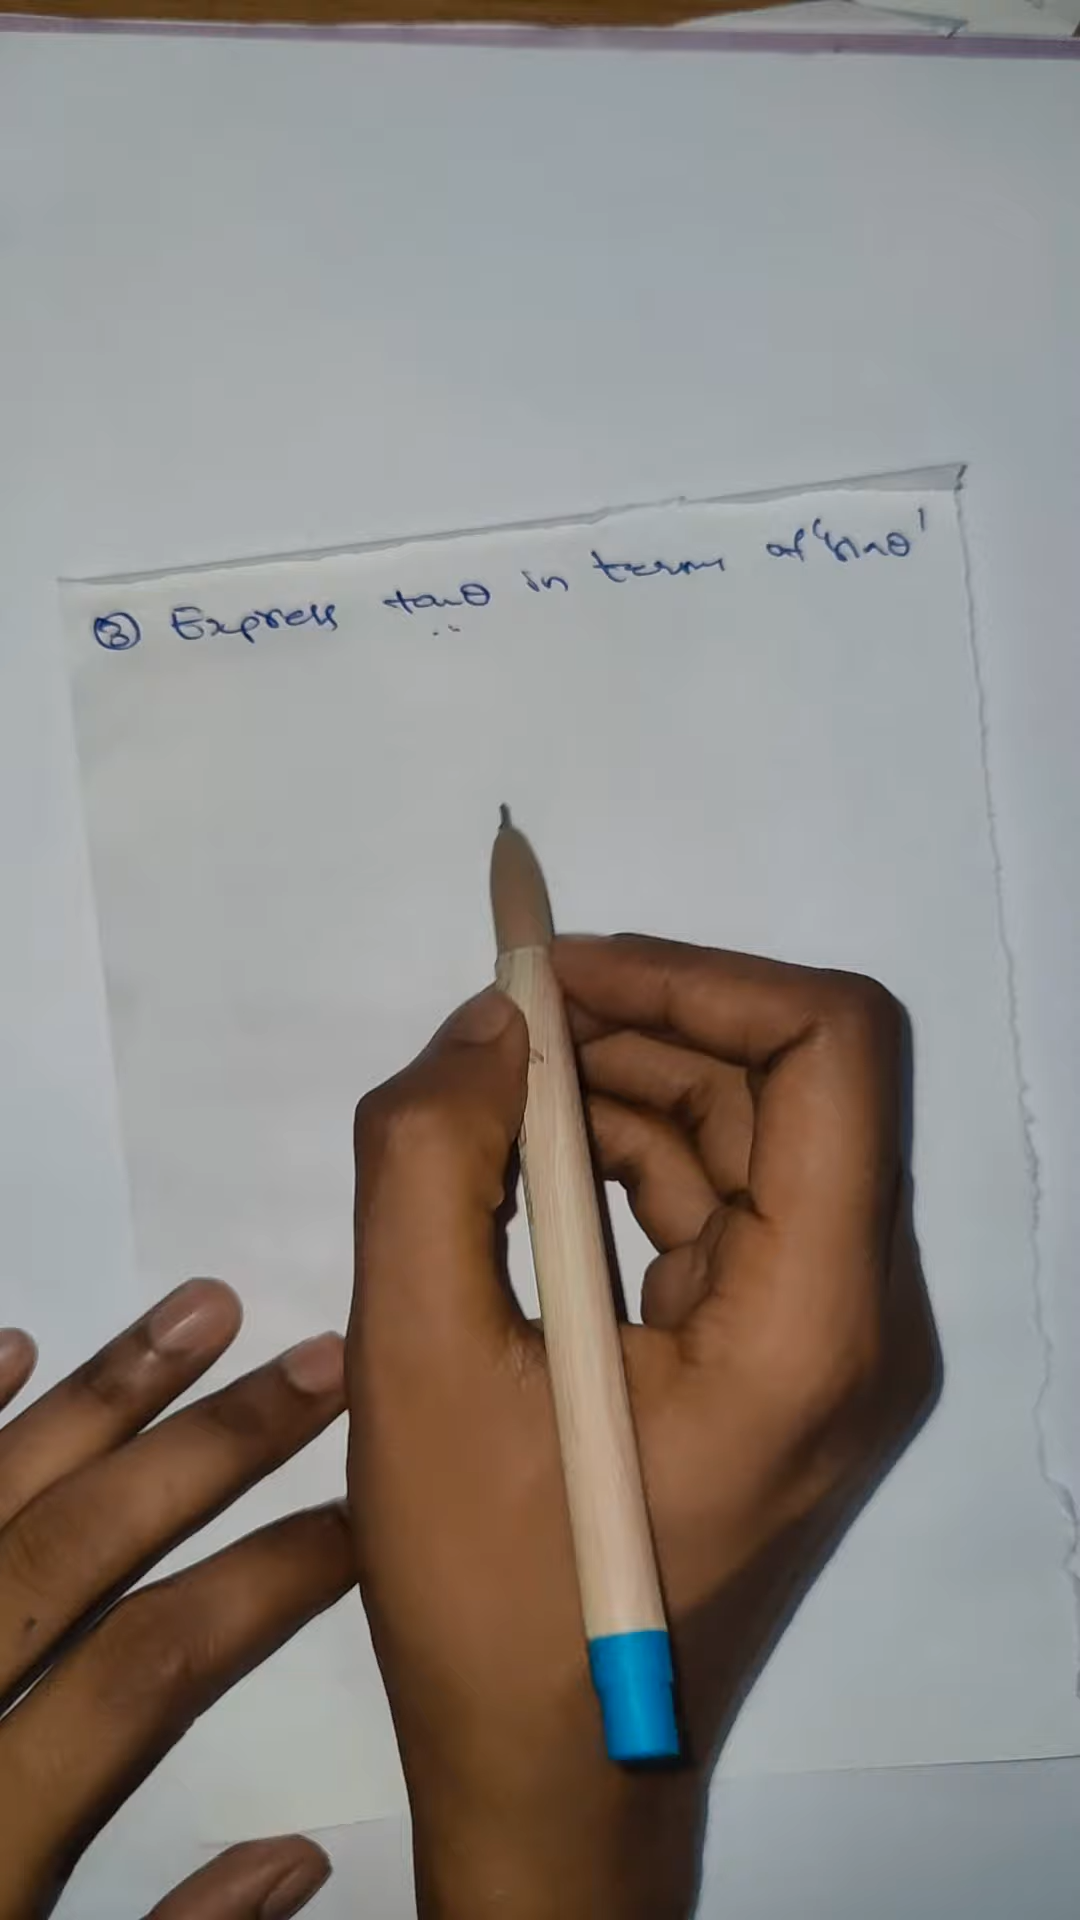 ③ Express tanθ in terms of 'sinθ'